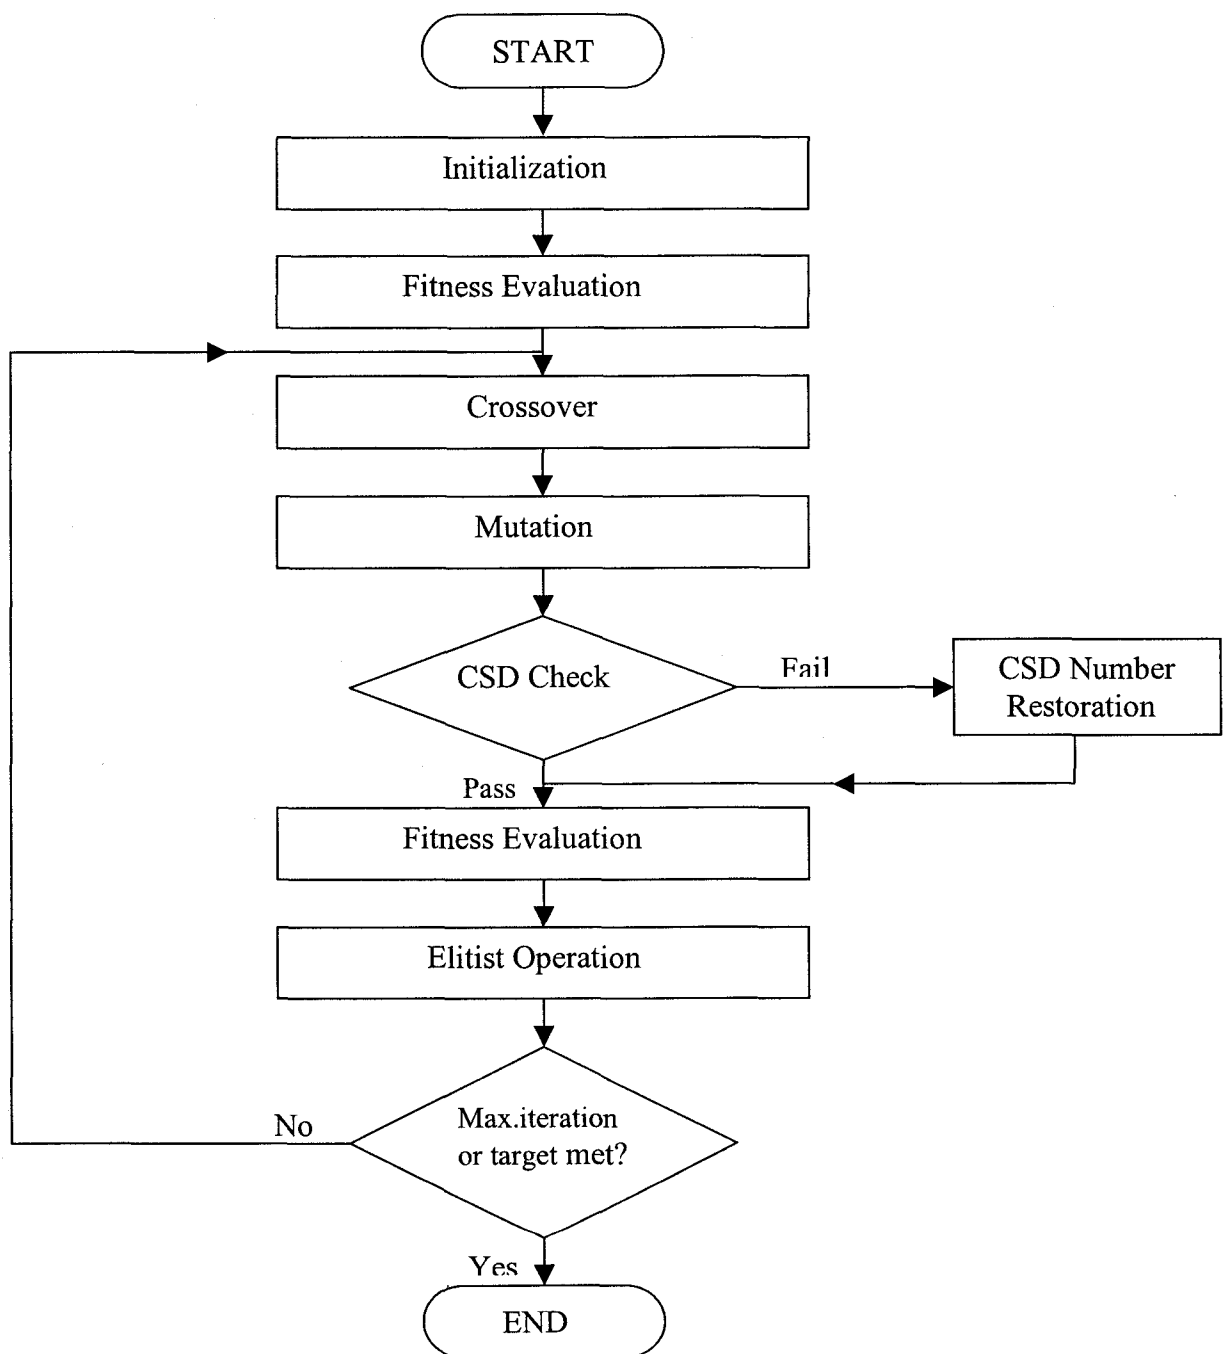 START
Initialization
Fitness Evaluation
Crossover
Mutation
CSD Check
Fail
CSD Number
Restoration
Pass
Fitness Evaluation
Elitist Operation
No
Max.iteration
or target met?
Yes
END